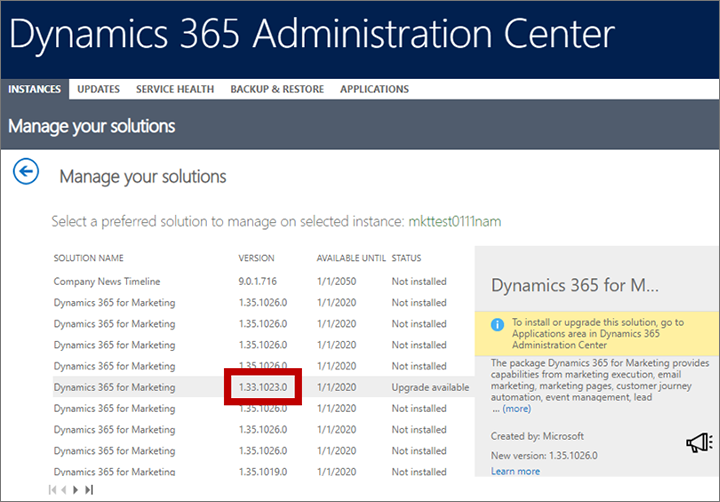 Dynamics 365 Administration Center
INSTANCES UPDATES SERVICE HEALTH BACKUP & RESTORE APPLICATIONS
Manage your solutions
Manage your solutions
Select a preferred solution to manage on selected instance: mkttest0111nam
SOLUTION NAME VERSION AVAILABLE UNTIL STATUS
Company News Timeline 9.0.1.716 1/1/2050 Not installed
Dynamics 365 for Marketing 1.35.1026.0 1/1/2020 Not installed
Dynamics 365 for Marketing 1.35.1026.0 1/1/2020 Not installed
Dynamics 365 for Marketing 1.35.1026.0 1/1/2020 Not installed
Dynamics 365 for Marketing 1.35.1026.0 1/1/2020 Not installed
Dynamics 365 for Marketing 1.33.1023.0 1/1/2020 Upgrade available
Dynamics 365 for Marketing 1.35.1026.0 1/1/2020 Not installed
Dynamics 365 for Marketing 1.35.1026.0 1/1/2020 Not installed
Dynamics 365 for Marketing 1.35.1026.0 1/1/2020 Not installed
Dynamics 365 for Marketing 1.35.1019.0 1/1/2020 Not installed
Dynamics 365 for M...
To install or upgrade this solution, go to
Applications area in Dynamics 365
Administration Center
The package Dynamics 365 for Marketing provides
capabilities from marketing execution, email
marketing, marketing pages, customer journey
automation, event management, lead
... (more)
Created by: Microsoft
New version: 1.35.1026.0
Learn more